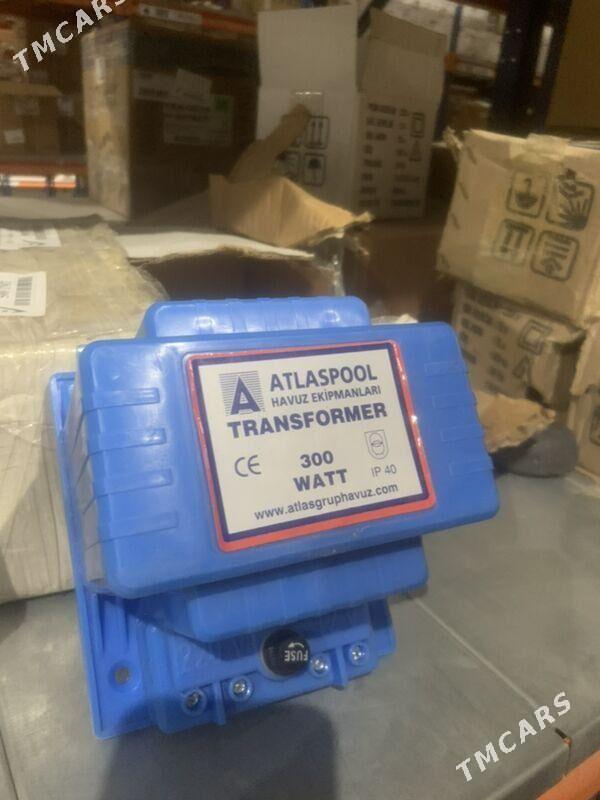 TMCARS
ATLASPOOL
HAVUZ EKİPMANLARI
TRANSFORMER
CE
300
WATT
IP 40
www.atlasgruphavuz.com
FUSE
TMCARS